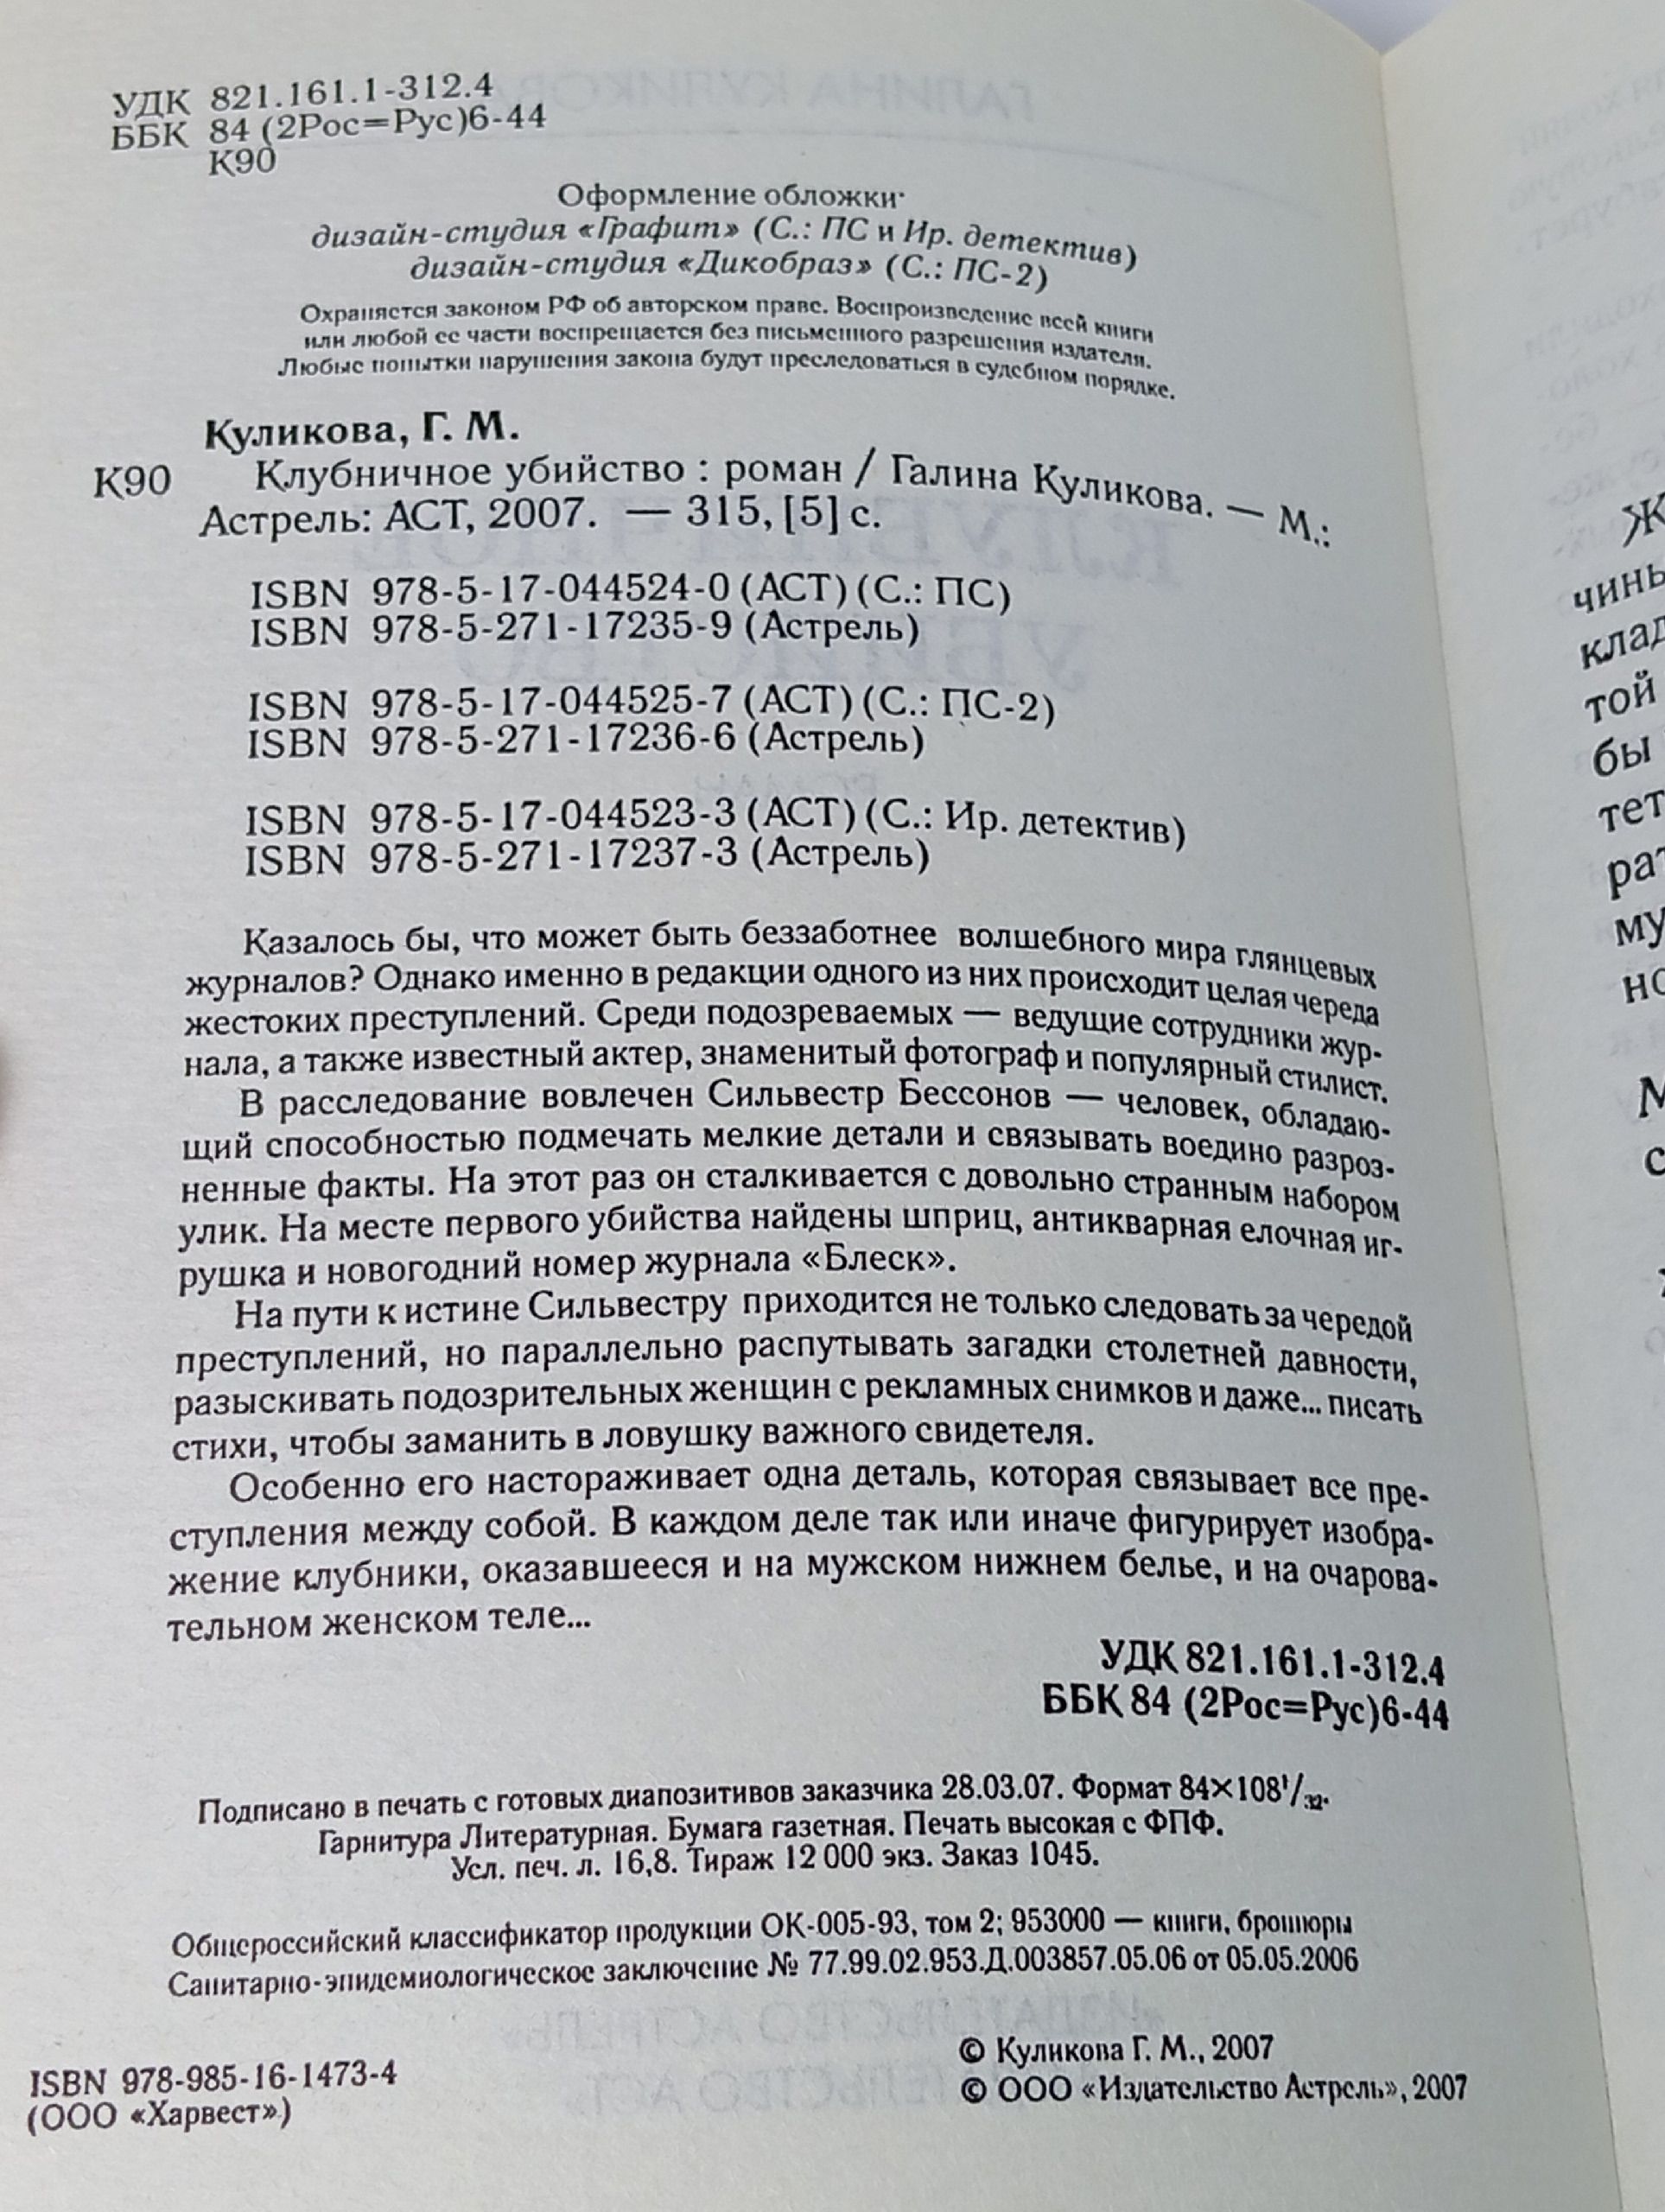 УДК 821.161.1-312.4
ББК 84 (2Рос=Рус)6-44
К90
Оформление обложки:
дизайн-студия «Графит» (С.: ПС и Ир. детектив)
дизайн-студия «Дикобраз» (С.: ПС-2)
Охраняется законом РФ об авторском праве. Воспроизведение всей книги
или любой ее части воспрещается без письменного разрешения издателя.
Любые попытки нарушения закона будут преследоваться в судебном порядке.
Куликова, Г. М.
К90 Клубничное убийство : роман / Галина Куликова. — М.:
Астрель: АСТ, 2007. — 315, [5] с.
ISBN 978-5-17-044524-0 (АСТ) (С.: ПС)
ISBN 978-5-271-17235-9 (Астрель)
ISBN 978-5-17-044525-7 (АСТ) (С.: ПС-2)
ISBN 978-5-271-17236-6 (Астрель)
ISBN 978-5-17-044523-3 (АСТ) (С.: Ир. детектив)
ISBN 978-5-271-17237-3 (Астрель)
Казалось бы, что может быть беззаботнее волшебного мира глянцевых
журналов? Однако именно в редакции одного из них происходит целая череда
жестоких преступлений. Среди подозреваемых — ведущие сотрудники жур-
нала, а также известный актер, знаменитый фотограф и популярный стилист.
В расследование вовлечен Сильвестр Бессонов — человек, обладаю-
щий способностью подмечать мелкие детали и связывать воедино разроз-
ненные факты. На этот раз он сталкивается с довольно странным набором
улик. На месте первого убийства найдены шприц, антикварная елочная иг-
рушка и новогодний номер журнала «Блеск».
На пути к истине Сильвестру приходится не только следовать за чередой
преступлений, но параллельно распутывать загадки столетней давности,
разыскивать подозрительных женщин с рекламных снимков и даже... писать
стихи, чтобы заманить в ловушку важного свидетеля.
Особенно его настораживает одна деталь, которая связывает все пре-
ступления между собой. В каждом деле так или иначе фигурирует изобра-
жение клубники, оказавшееся и на мужском нижнем белье, и на очарова-
тельном женском теле...
УДК 821.161.1-312.4
ББК 84 (2Рос=Рус)6-44
Подписано в печать с готовых диапозитивов заказчика 28.03.07. Формат 84×108¹/₃₂.
Гарнитура Литературная. Бумага газетная. Печать высокая с ФПФ.
Усл. печ. л. 16,8. Тираж 12 000 экз. Заказ 1045.
Общероссийский классификатор продукции ОК-005-93, том 2; 953000 — книги, брошюры
Санитарно-эпидемиологическое заключение № 77.99.02.953.Д.003857.05.06 от 05.05.2006
ISBN 978-985-16-1473-4
(ООО «Харвест»)
© Куликова Г. М., 2007
© ООО «Издательство Астрель», 2007